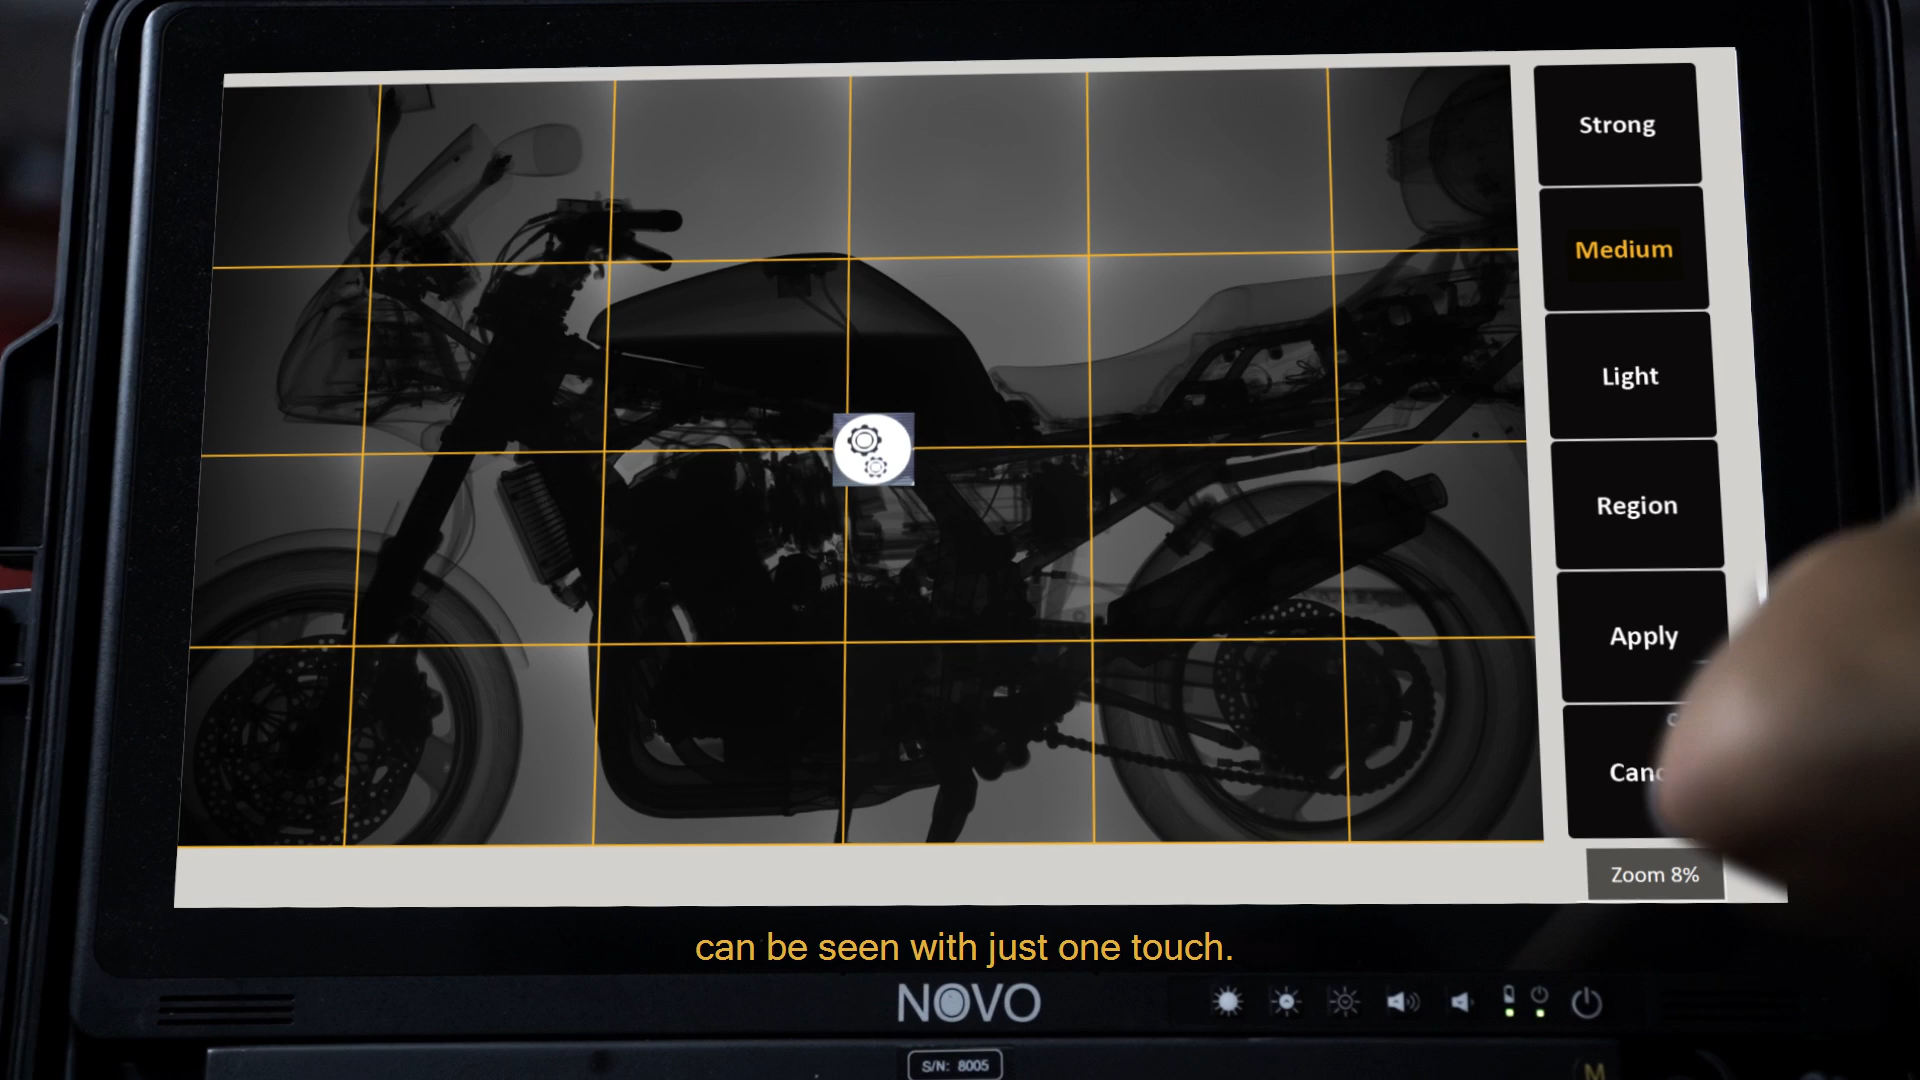 Strong
Medium
Light
Region
Apply
Zoom 8%
can be seen with just one touch.
NOVO
S/N: 8005
M